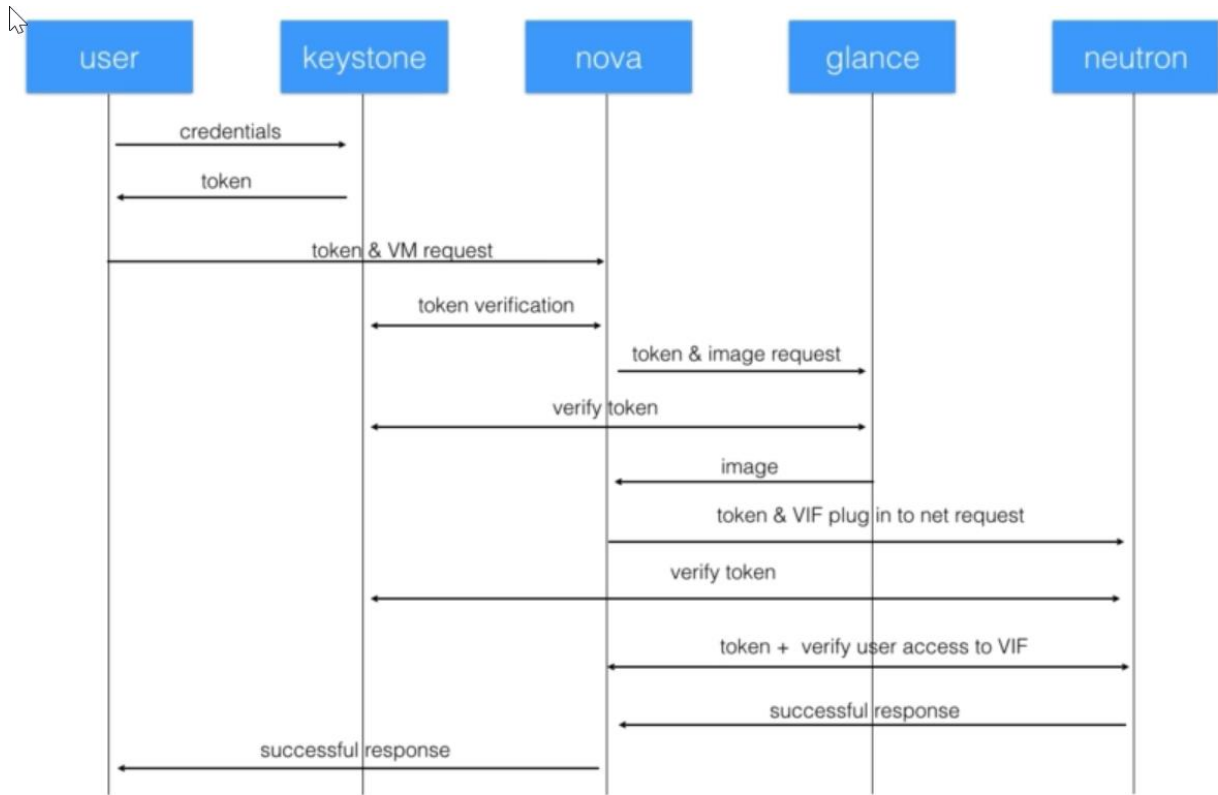 user
keystone
nova
glance
neutron
credentials
token
token & VM request
token verification
token & image request
verify token
image
token & VIF plug in to net request
verify token
token + verify user access to VIF
successful response
successful response